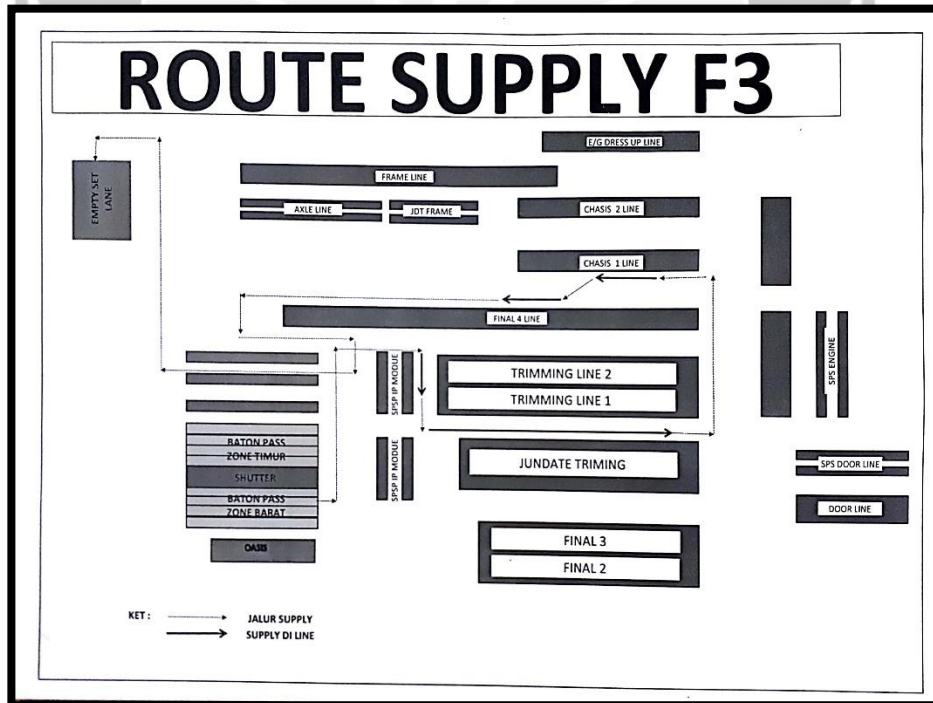 ROUTE SUPPLY F3
E/G DRESS UP LINE
EMPTY SET
LANE
FRAME LINE
AXLE LINE
JDT FRAME
CHASIS 2 LINE
CHASIS 1 LINE
FINAL 4 LINE
SPSP IP MODUE
TRIMMING LINE 2
TRIMMING LINE 1
SPS ENGINE
BATON PASS
ZONE TIMUR
SHUTTER
BATON PASS
ZONE BARAT
OASIS
SPSP IP MODUE
JUNDATE TRIMING
SPS DOOR LINE
DOOR LINE
FINAL 3
FINAL 2
KET :
JALUR SUPPLY
SUPPLY DI LINE